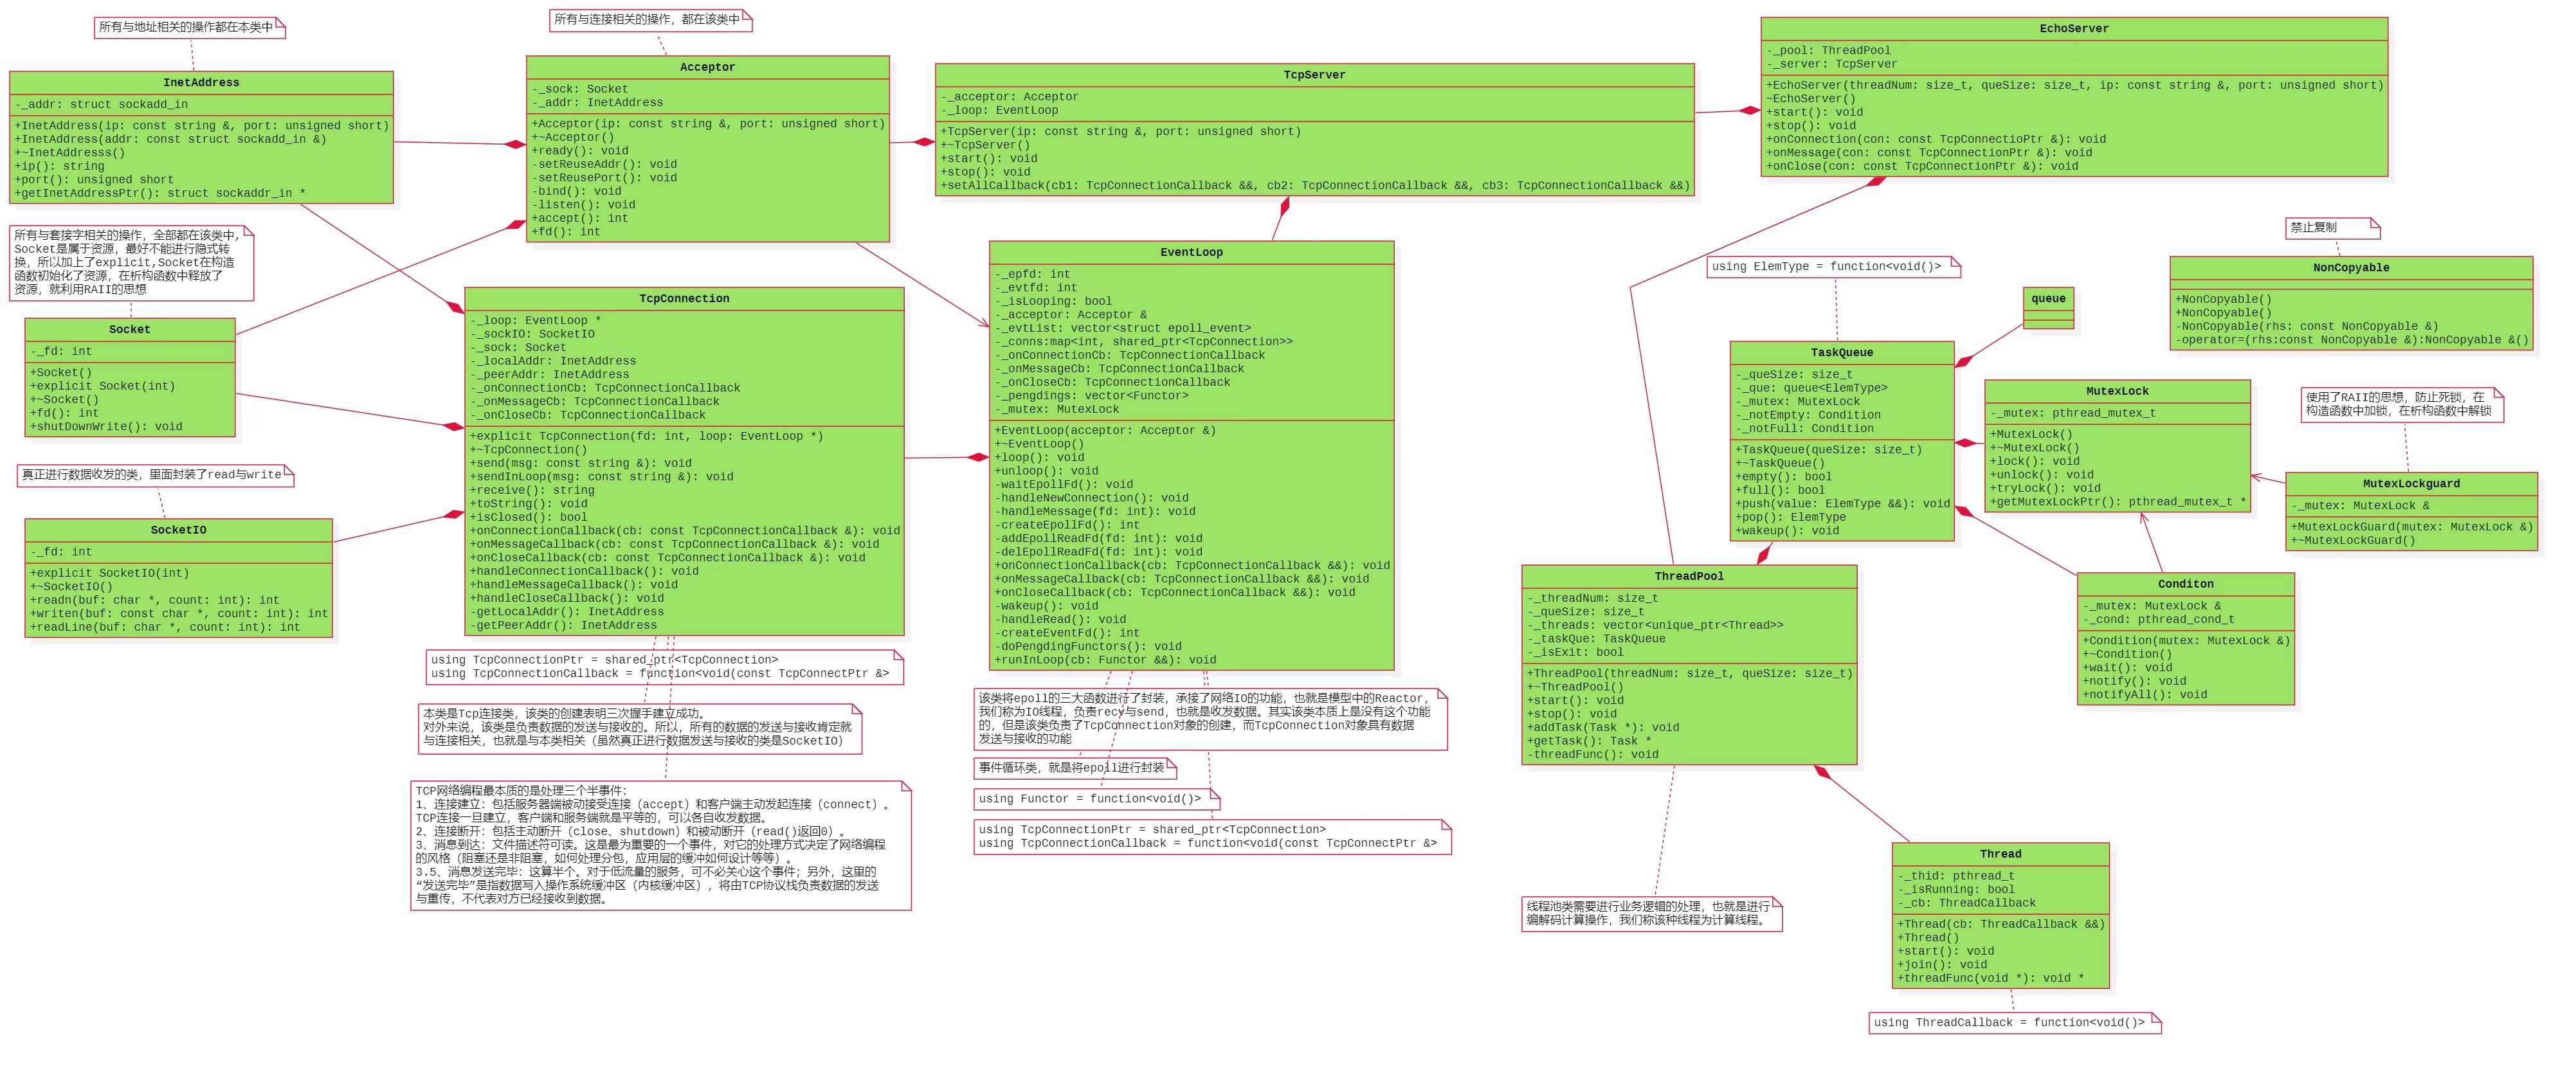 所有与地址相关的操作都在本类中
InetAddress
-_addr: struct sockadd_in
+InetAddress(ip: const string &, port: unsigned short)
+InetAddress(addr: const struct sockadd_in &)
+~InetAddresss()
+ip(): string
+port(): unsigned short
+getInetAddressPtr(): struct sockaddr_in *
所有与套接字相关的操作，全部都在该类中，
Socket是属于资源，最好不能进行隐式转
换，所以加上了explicit,Socket在构造
函数初始化了资源，在析构函数中释放了
资源，就利用RAII的思想
Socket
-_fd: int
+Socket()
+explicit Socket(int)
+~Socket()
+fd(): int
+shutDownWrite(): void
真正进行数据收发的类，里面封装了read与write
SocketIO
-_fd: int
+explicit SocketIO(int)
+~SocketIO()
+readn(buf: char *, count: int): int
+writen(buf: const char *, count: int): int
+readLine(buf: char *, count: int): int
所有与连接相关的操作，都在该类中
Acceptor
-_sock: Socket
-_addr: InetAddress
+Acceptor(ip: const string &, port: unsigned short)
+~Acceptor()
+ready(): void
-setReuseAddr(): void
-setReusePort(): void
-bind(): void
-listen(): void
+accept(): int
+fd(): int
TcpConnection
-_loop: EventLoop *
-_sockIO: SocketIO
-_sock: Socket
-_localAddr: InetAddress
-_peerAddr: InetAddress
-_onConnectionCb: TcpConnectionCallback
-_onMessageCb: TcpConnectionCallback
-_onCloseCb: TcpConnectionCallback
+explicit TcpConnection(fd: int, loop: EventLoop *)
+~TcpConnection()
+send(msg: const string &): void
+sendInLoop(msg: const string &): void
+receive(): string
+toString(): void
+isClosed(): bool
+onConnectionCallback(cb: const TcpConnectionCallback &): void
+onMessageCallback(cb: const TcpConnectionCallback &): void
+onCloseCallback(cb: const TcpConnectionCallback &): void
+handleConnectionCallback(): void
+handleMessageCallback(): void
+handleCloseCallback(): void
-getLocalAddr(): InetAddress
-getPeerAddr(): InetAddress
using TcpConnectionPtr = shared_ptr<TcpConnection>
using TcpConnectionCallback = function<void(const TcpConnectPtr &>
本类是Tcp连接类，该类的创建表明三次握手建立成功。
对外来说，该类是负责数据的发送与接收的。所以，所有的数据的发送与接收肯定就
与连接相关，也就是与本类相关（虽然真正进行数据发送与接收的类是SocketIO）
TCP网络编程最本质的是处理三个半事件：
1、连接建立：包括服务器端被动接受连接（accept）和客户端主动发起连接（connect）。
TCP连接一旦建立，客户端和服务端就是平等的，可以各自收发数据。
2、连接断开：包括主动断开（close、shutdown）和被动断开（read()返回0）。
3、消息到达：文件描述符可读。这是最为重要的一个事件，对它的处理方式决定了网络编程
的风格（阻塞还是非阻塞，如何处理分包，应用层的缓冲如何设计等等）。
3.5、消息发送完毕：这算半个。对于低流量的服务，可不必关心这个事件；另外，这里的
“发送完毕”是指数据写入操作系统缓冲区（内核缓冲区），将由TCP协议栈负责数据的发送
与重传，不代表对方已经接收到数据。
TcpServer
-_acceptor: Acceptor
-_loop: EventLoop
+TcpServer(ip: const string &, port: unsigned short)
+~TcpServer()
+start(): void
+stop(): void
+setAllCallback(cb1: TcpConnectionCallback &&, cb2: TcpConnectionCallback &&, cb3: TcpConnectionCallback &&)
EventLoop
-_epfd: int
-_evtfd: int
-_isLooping: bool
-_acceptor: Acceptor &
-_evtList: vector<struct epoll_event>
-_conns:map<int, shared_ptr<TcpConnection>>
-_onConnectionCb: TcpConnectionCallback
-_onMessageCb: TcpConnectionCallback
-_onCloseCb: TcpConnectionCallback
-_pengdings: vector<Functor>
-_mutex: MutexLock
+EventLoop(acceptor: Acceptor &)
+~EventLoop()
+loop(): void
+unloop(): void
-waitEpollFd(): void
-handleNewConnection(): void
-handleMessage(fd: int): void
-createEpollFd(): int
-addEpollReadFd(fd: int): void
-delEpollReadFd(fd: int): void
+onConnectionCallback(cb: TcpConnectionCallback &&): void
+onMessageCallback(cb: TcpConnectionCallback &&): void
+onCloseCallback(cb: TcpConnectionCallback &&): void
-wakeup(): void
-handleRead(): void
-createEventFd(): int
-doPengdingFunctors(): void
+runInLoop(cb: Functor &&): void
该类将epoll的三大函数进行了封装，承接了网络IO的功能，也就是模型中的Reactor，
我们称为IO线程，负责recv与send，也就是收发数据。其实该类本质上是没有这个功能
的，但是该类负责了TcpConnection对象的创建，而TcpConnection对象具有数据
发送与接收的功能
事件循环类，就是将epoll进行封装
using Functor = function<void()>
using TcpConnectionPtr = shared_ptr<TcpConnection>
using TcpConnectionCallback = function<void(const TcpConnectPtr &>
EchoServer
-_pool: ThreadPool
-_server: TcpServer
+EchoServer(threadNum: size_t, queSize: size_t, ip: const string &, port: unsigned short)
~EchoServer()
+start(): void
+stop(): void
+onConnection(con: const TcpConnectioPtr &): void
+onMessage(con: const TcpConnectionPtr &): void
+onClose(con: const TcpConnectionPtr &): void
using ElemType = function<void()>
queue
TaskQueue
-_queSize: size_t
-_que: queue<ElemType>
-_mutex: MutexLock
-_notEmpty: Condition
-_notFull: Condition
+TaskQueue(queSize: size_t)
+~TaskQueue()
+empty(): bool
+full(): bool
+push(value: ElemType &&): void
+pop(): ElemType
+wakeup(): void
禁止复制
NonCopyable
+NonCopyable()
+NonCopyable()
-NonCopyable(rhs: const NonCopyable &)
-operator=(rhs:const NonCopyable &):NonCopyable &()
MutexLock
-_mutex: pthread_mutex_t
+MutexLock()
+~MutexLock()
+lock(): void
+unlock(): void
+tryLock(): void
+getMutexLockPtr(): pthread_mutex_t *
使用了RAII的思想，防止死锁，在
构造函数中加锁，在析构函数中解锁
MutexLockguard
-_mutex: MutexLock &
+MutexLockGuard(mutex: MutexLock &)
+~MutexLockGuard()
Conditon
-_mutex: MutexLock &
-_cond: pthread_cond_t
+Condition(mutex: MutexLock &)
+~Condition()
+wait(): void
+notify(): void
+notifyAll(): void
ThreadPool
-_threadNum: size_t
-_queSize: size_t
-_threads: vector<unique_ptr<Thread>>
-_taskQue: TaskQueue
-_isExit: bool
+ThreadPool(threadNum: size_t, queSize: size_t)
+~ThreadPool()
+start(): void
+stop(): void
+addTask(Task *): void
+getTask(): Task *
-threadFunc(): void
线程池类需要进行业务逻辑的处理，也就是进行
编解码计算操作，我们称该种线程为计算线程。
Thread
-_thid: pthread_t
-_isRunning: bool
-_cb: ThreadCallback
+Thread(cb: ThreadCallback &&)
+Thread()
+start(): void
+join(): void
+threadFunc(void *): void *
using ThreadCallback = function<void()>